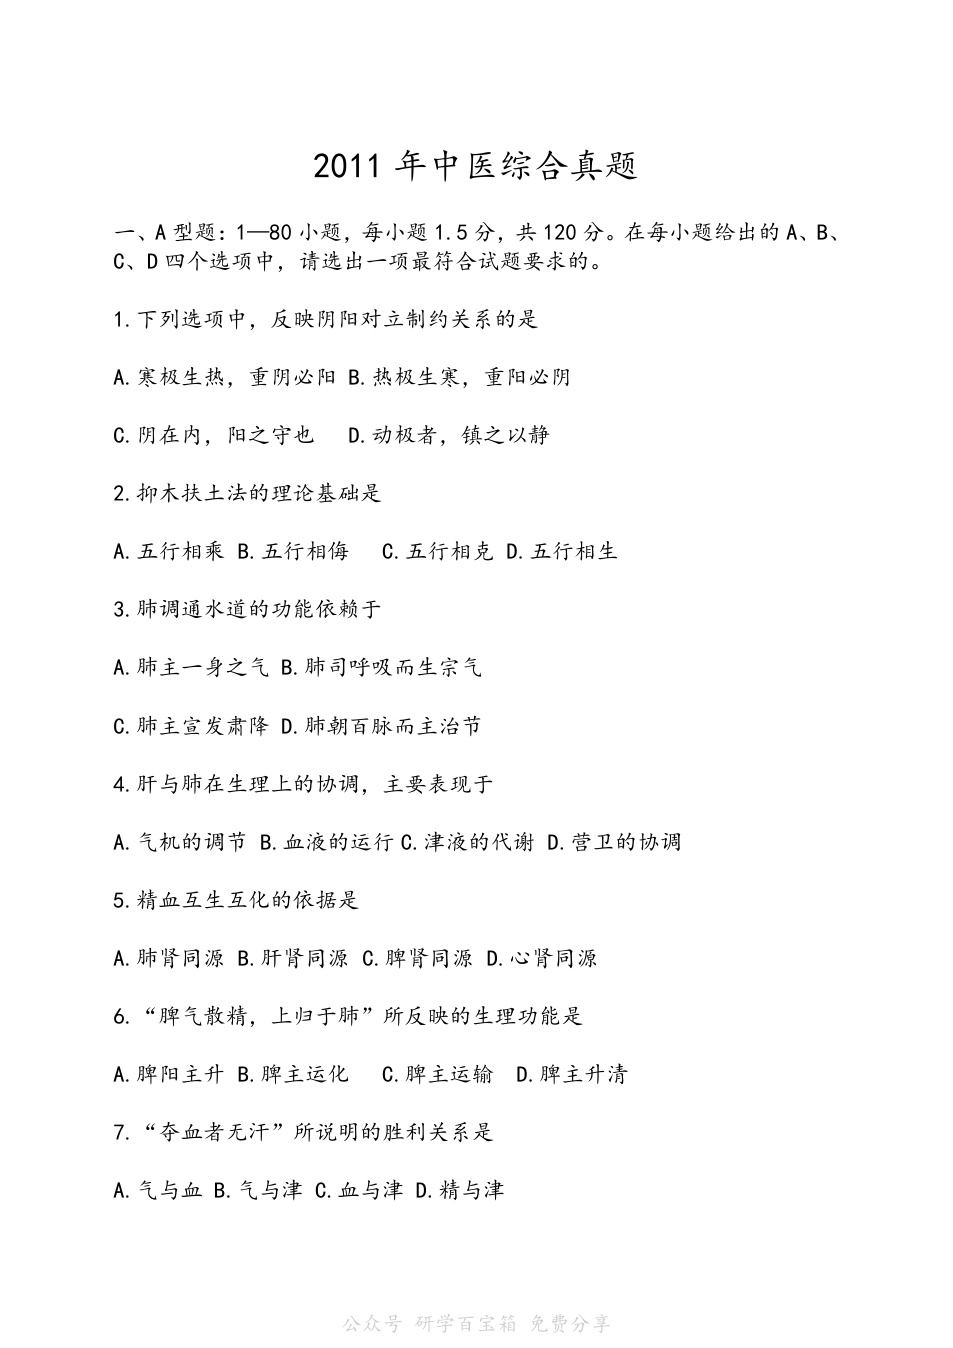 2011 年中医综合真题
一、A 型题：1—80 小题，每小题 1.5 分，共 120 分。在每小题给出的 A、B、
C、D 四个选项中，请选出一项最符合试题要求的。
1.下列选项中，反映阴阳对立制约关系的是
A.寒极生热，重阴必阳 B.热极生寒，重阳必阴
C.阴在内，阳之守也 D.动极者，镇之以静
2.抑木扶土法的理论基础是
A.五行相乘 B.五行相侮 C.五行相克 D.五行相生
3.肺调通水道的功能依赖于
A.肺主一身之气 B.肺司呼吸而生宗气
C.肺主宣发肃降 D.肺朝百脉而主治节
4.肝与肺在生理上的协调，主要表现于
A.气机的调节 B.血液的运行 C.津液的代谢 D.营卫的协调
5.精血互生互化的依据是
A.肺肾同源 B.肝肾同源 C.脾肾同源 D.心肾同源
6.“脾气散精，上归于肺”所反映的生理功能是
A.脾阳主升 B.脾主运化 C.脾主运输 D.脾主升清
7.“夺血者无汗”所说明的胜利关系是
A.气与血 B.气与津 C.血与津 D.精与津
公众号 研学百宝箱 免费分享